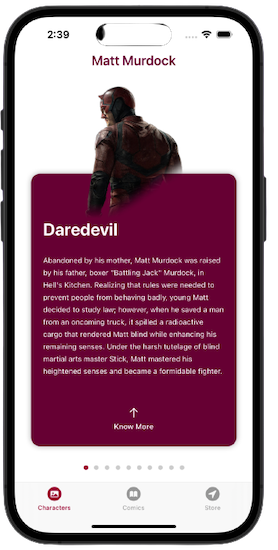 2:39
Matt Murdock
Daredevil
Abandoned by his mother, Matt Murdock was raised
by his father, boxer "Battling Jack" Murdock, in
Hell's Kitchen. Realizing that rules were needed to
prevent people from behaving badly, young Matt
decided to study law; however, when he saved a man
from an oncoming truck, it spilled a radioactive
cargo that rendered Matt blind while enhancing his
remaining senses. Under the harsh tutelage of blind
martial arts master Stick, Matt mastered his
heightened senses and became a formidable fighter.
Know More
Characters
Comics
Store